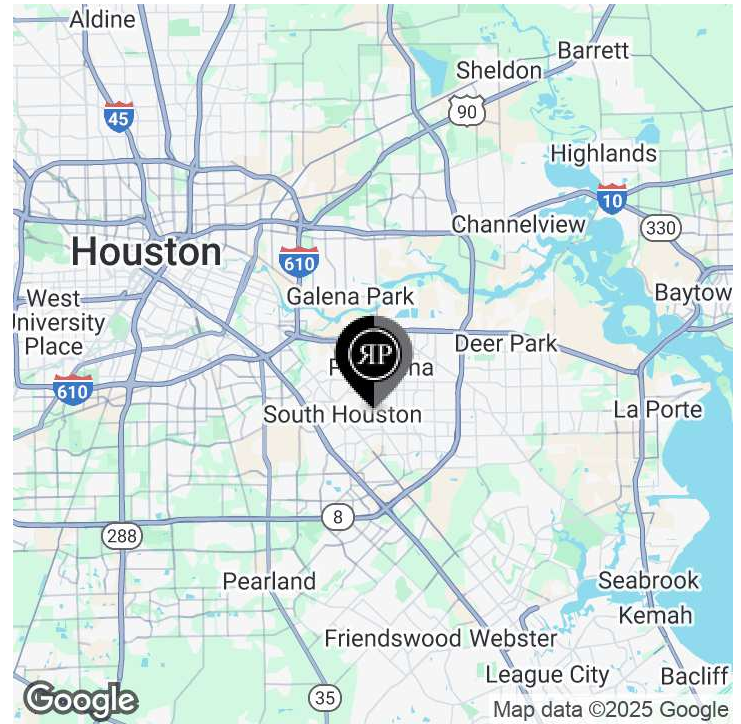 Aldine
Barrett
Sheldon
45
90
Highlands
10
Channelview
330
Houston
610
Galena Park
West
University
Place
Baytow
Deer Park
RP
610
South Houston
La Porte
8
288
Pearland
Seabrook
Kemah
Friendswood
Webster
League City
Bacliff
35
Google
Map data ©2025 Google